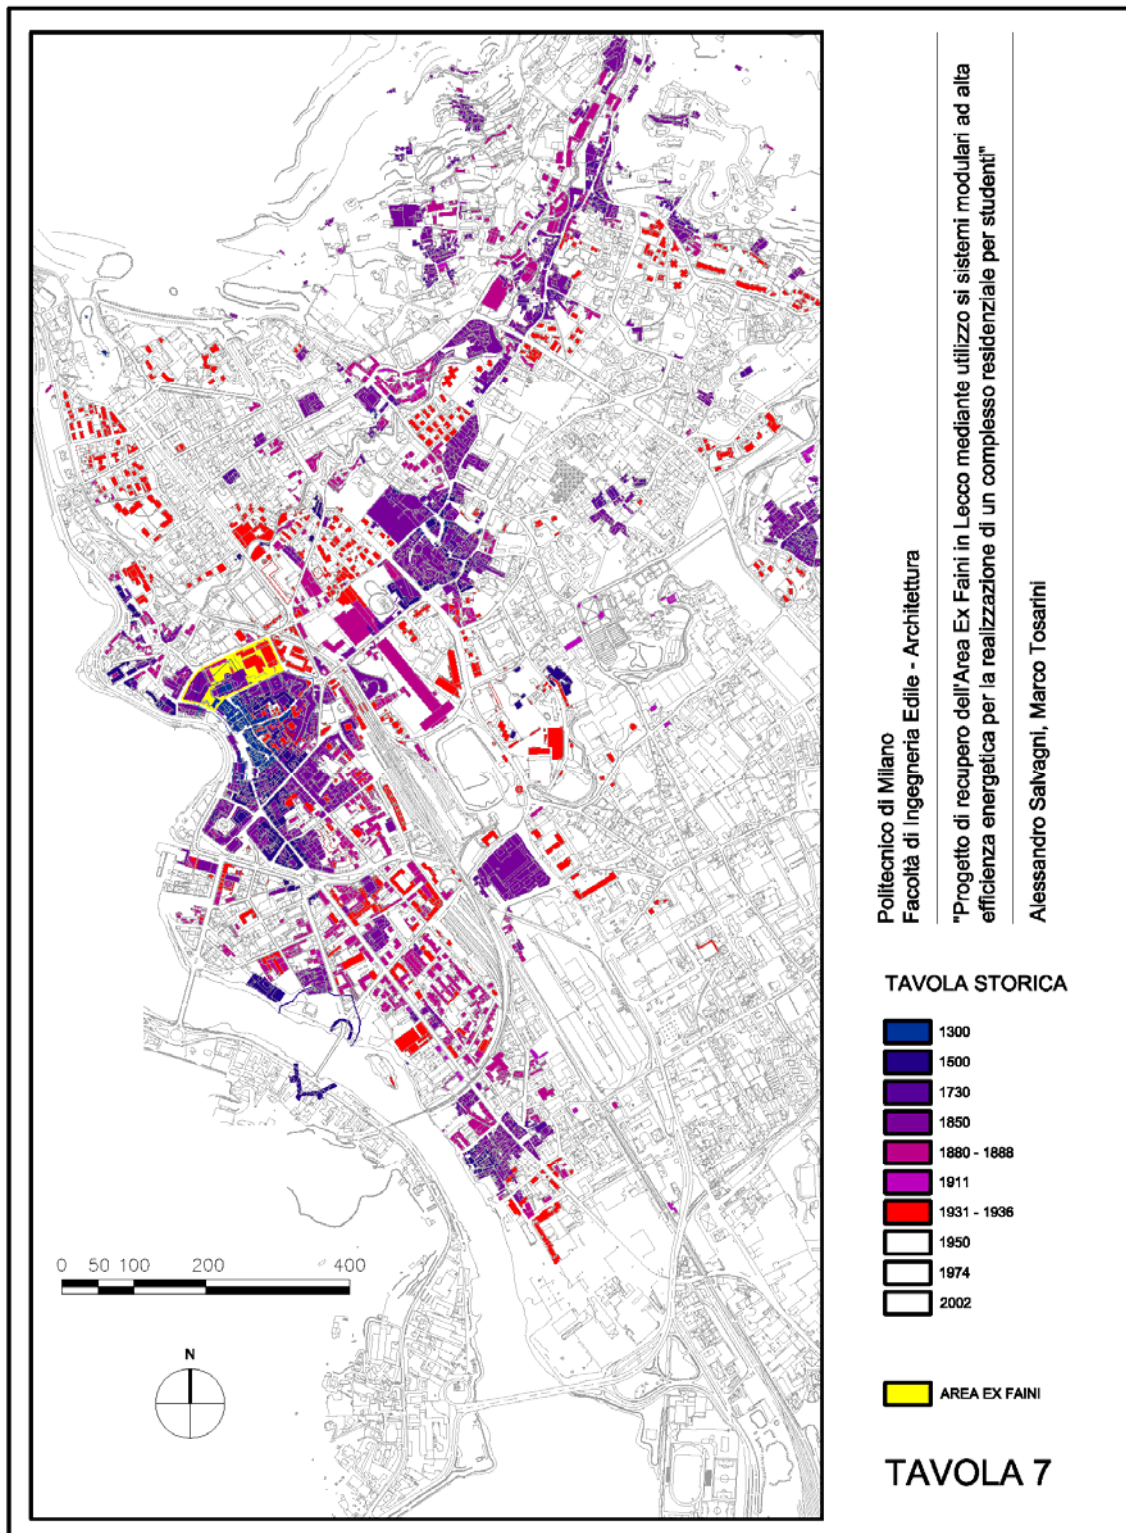 Politecnico di Milano
Facoltà di Ingegneria Edile - Architettura
"Progetto di recupero dell'Area Ex Faini in Lecco mediante utilizzo si sistemi modulari ad alta
efficienza energetica per la realizzazione di un complesso residenziale per studenti"
Alessandro Salvagni, Marco Tosarini
TAVOLA STORICA
1300
1500
1730
1850
1880 - 1888
1911
1931 - 1936
1950
1974
2002
AREA EX FAINI
TAVOLA 7
0 50 100 200 400
N